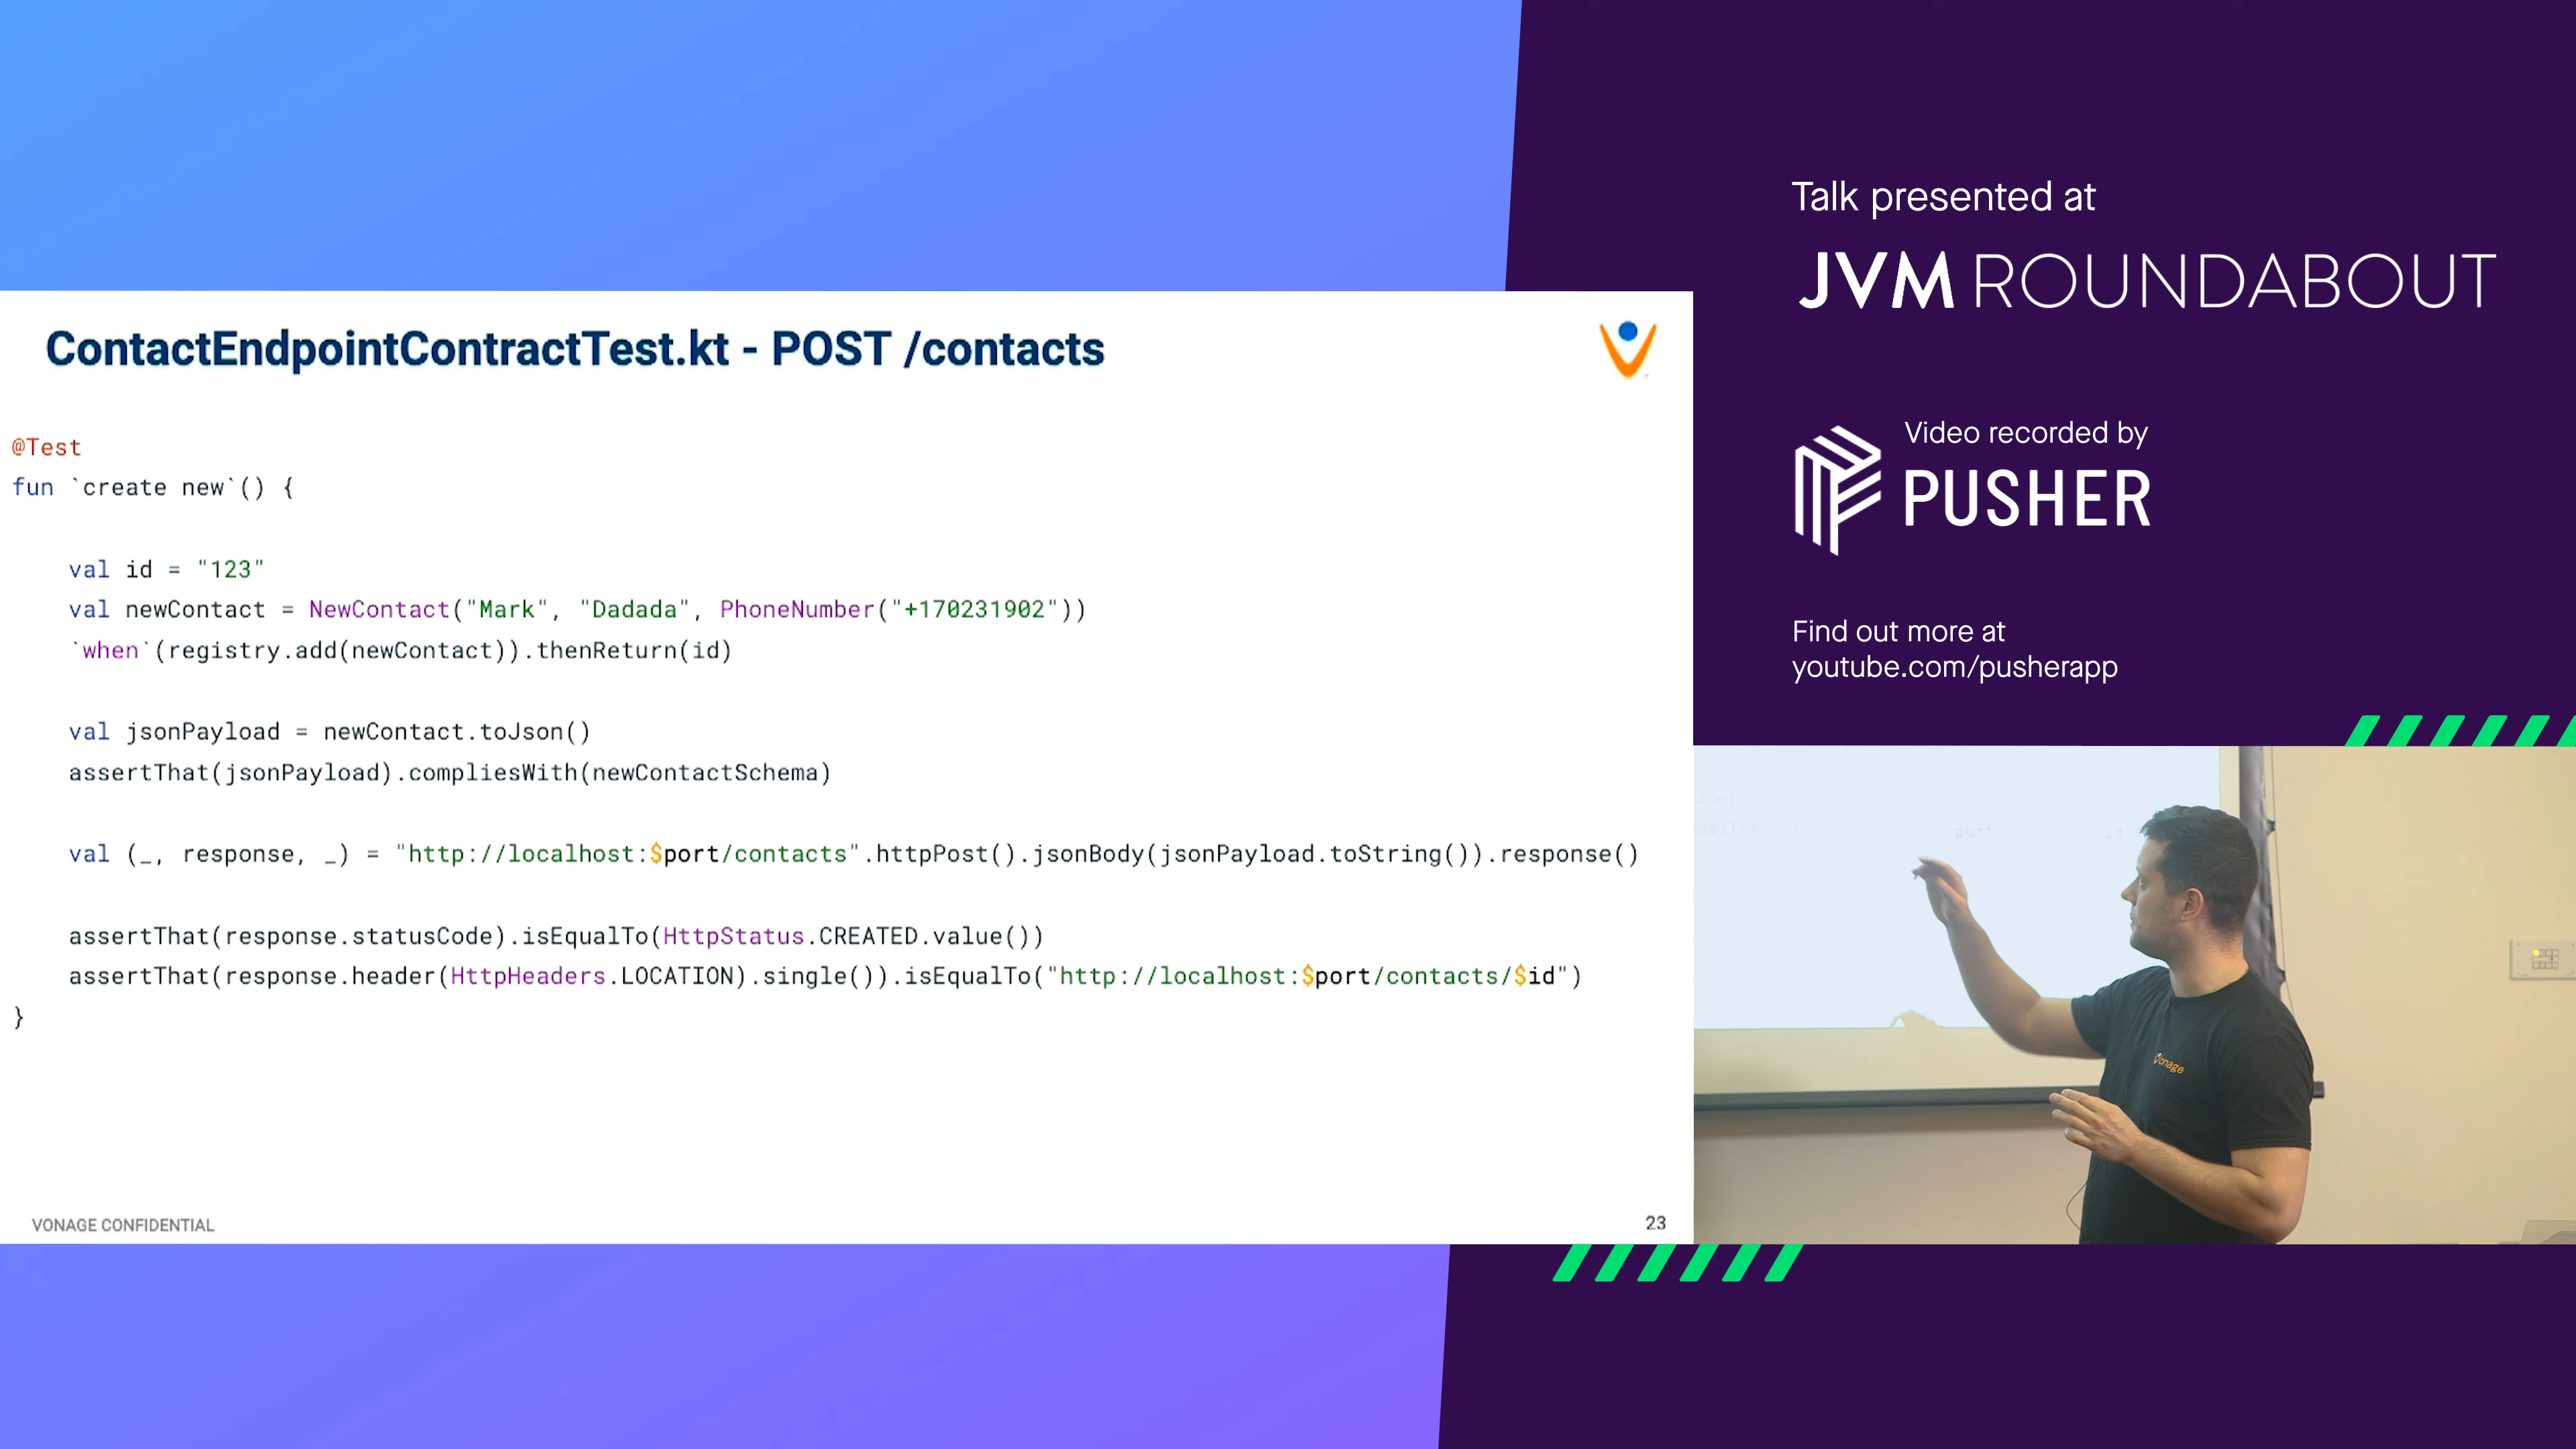 ContactEndpointContractTest.kt - POST /contacts
@Test
fun `create new`() {
val id = "123"
val newContact = NewContact("Mark", "Dadada", PhoneNumber("+170231902"))
`when`(registry.add(newContact)).thenReturn(id)
val jsonPayload = newContact.toJson()
assertThat(jsonPayload).compliesWith(newContactSchema)
val (_, response, _) = "http://localhost:$port/contacts".httpPost().jsonBody(jsonPayload.toString()).response()
assertThat(response.statusCode).isEqualTo(HttpStatus.CREATED.value())
assertThat(response.header(HttpHeaders.LOCATION).single()).isEqualTo("http://localhost:$port/contacts/$id")
}
VONAGE CONFIDENTIAL
23
Talk presented at
JVM ROUNDABOUT
Video recorded by
PUSHER
Find out more at
youtube.com/pusherapp
port id
Vonage